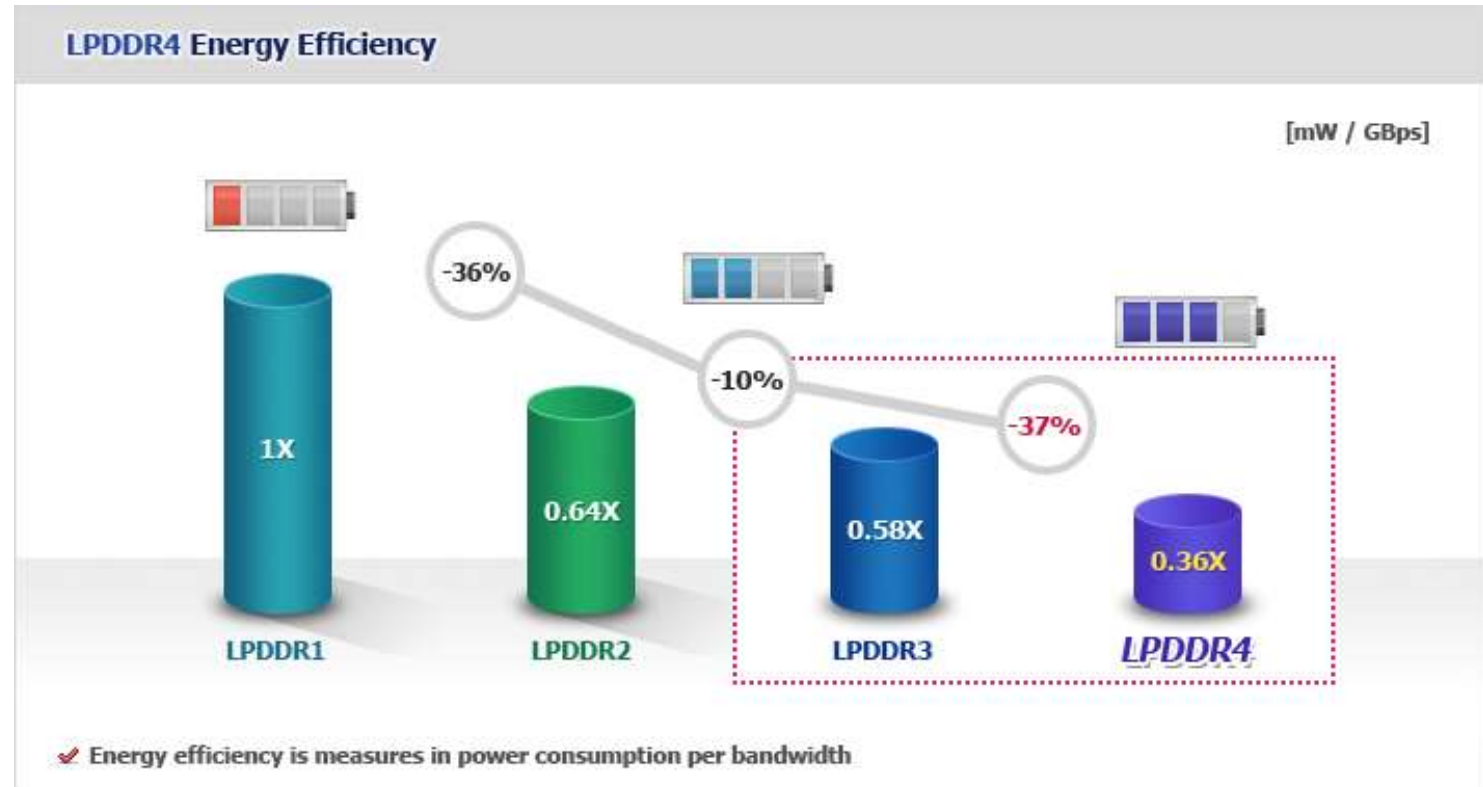 LPDDR4 Energy Efficiency
[mW / GBps]
-36%
-10%
-37%
1X
0.64X
0.58X
0.36X
LPDDR1
LPDDR2
LPDDR3
LPDDR4
Energy efficiency is measures in power consumption per bandwidth